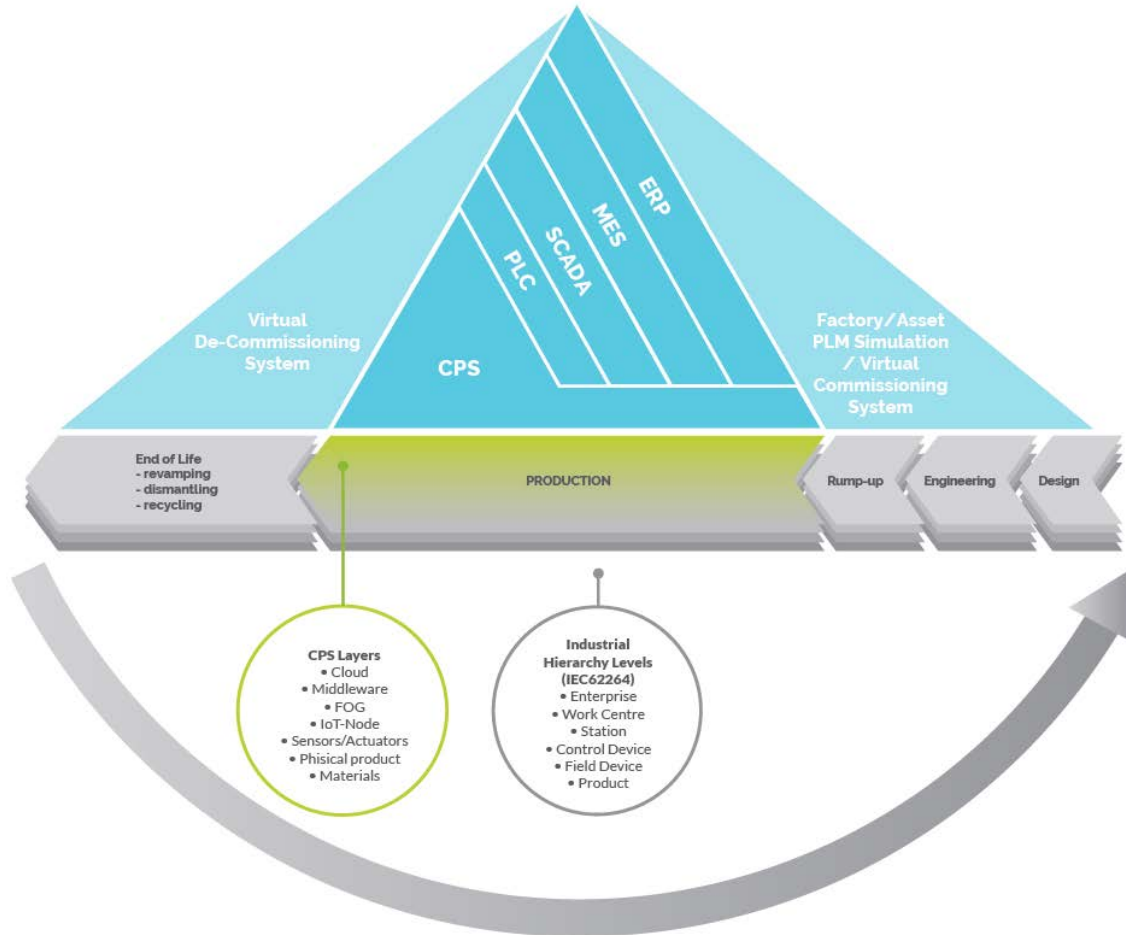 ERP
MES
SCADA
PLC
CPS
Virtual
De-Commissioning
System
Factory/Asset
PLM Simulation
/ Virtual
Commissioning
System
End of Life
- revamping
- dismantling
- recycling
PRODUCTION
Rump-up
Engineering
Design
CPS Layers
• Cloud
• Middleware
• FOG
• IoT-Node
• Sensors/Actuators
• Phisical product
• Materials
Industrial
Hierarchy Levels
(IEC62264)
• Enterprise
• Work Centre
• Station
• Control Device
• Field Device
• Product